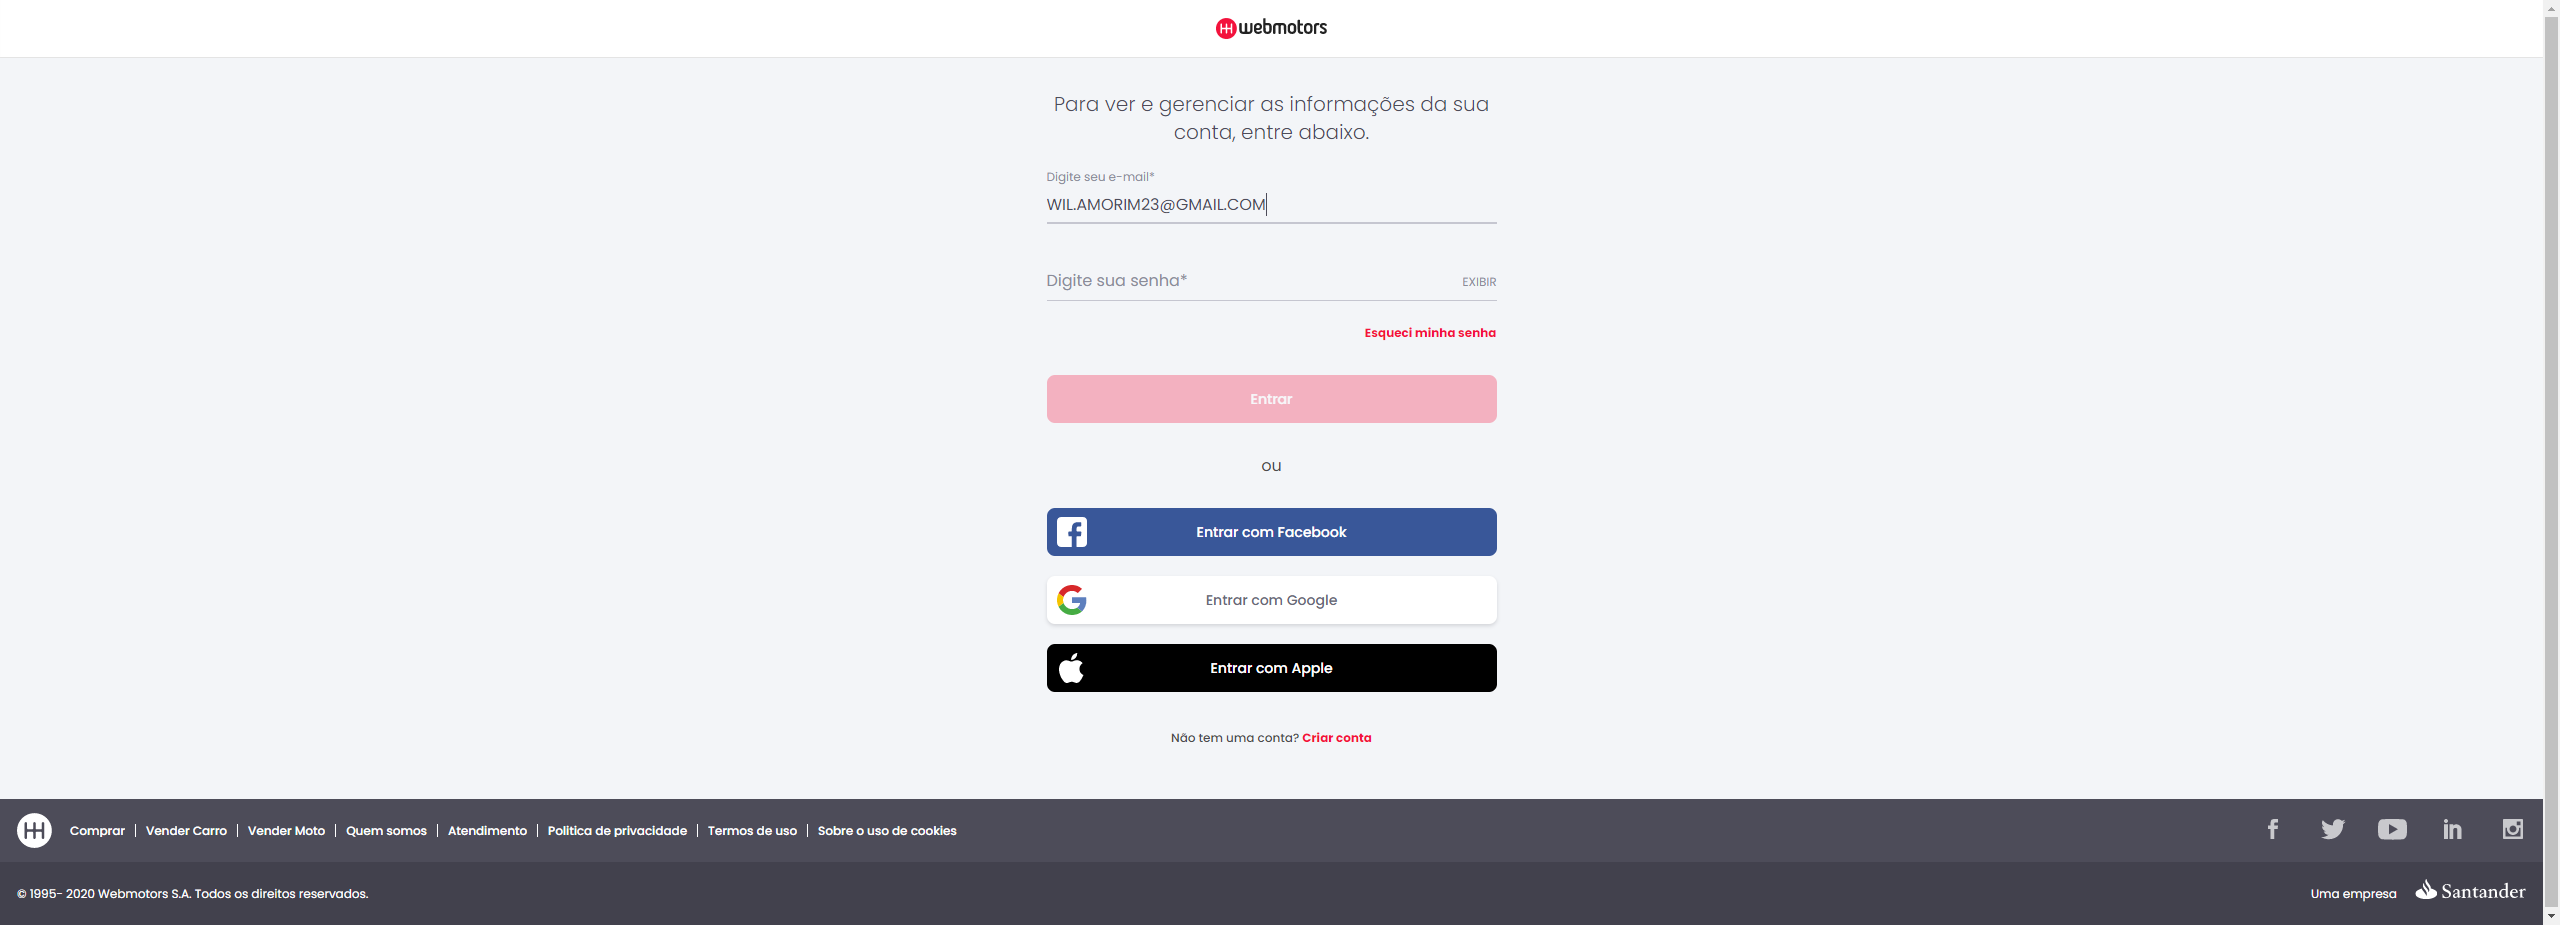 webmotors
Para ver e gerenciar as informações da sua
conta, entre abaixo.
Digite seu e-mail*
WIL.AMORIM23@GMAIL.COM
Digite sua senha*
EXIBIR
Esqueci minha senha
Entrar
ou
Entrar com Facebook
Entrar com Google
Entrar com Apple
Não tem uma conta? Criar conta
Comprar | Vender Carro | Vender Moto | Quem somos | Atendimento | Politica de privacidade | Termos de uso | Sobre o uso de cookies
© 1995- 2020 Webmotors S.A. Todos os direitos reservados.
Uma empresa Santander